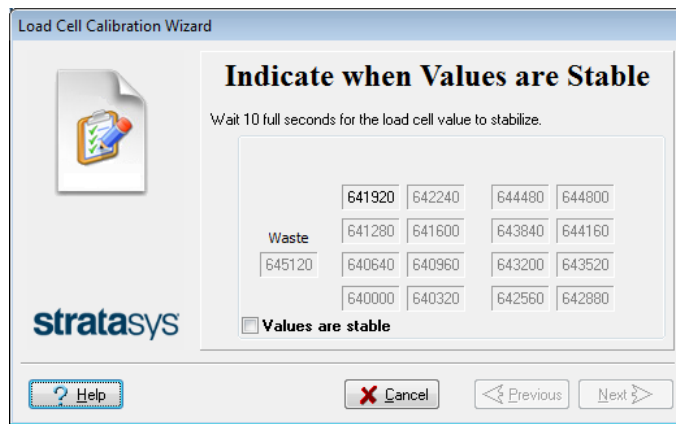 Load Cell Calibration Wizard
Indicate when Values are Stable
Wait 10 full seconds for the load cell value to stabilize.
641920 642240 644480 644800
Waste 641280 641600 643840 644160
645120 640640 640960 643200 643520
640000 640320 642560 642880
Values are stable
stratasys
? Help Cancel Previous Next